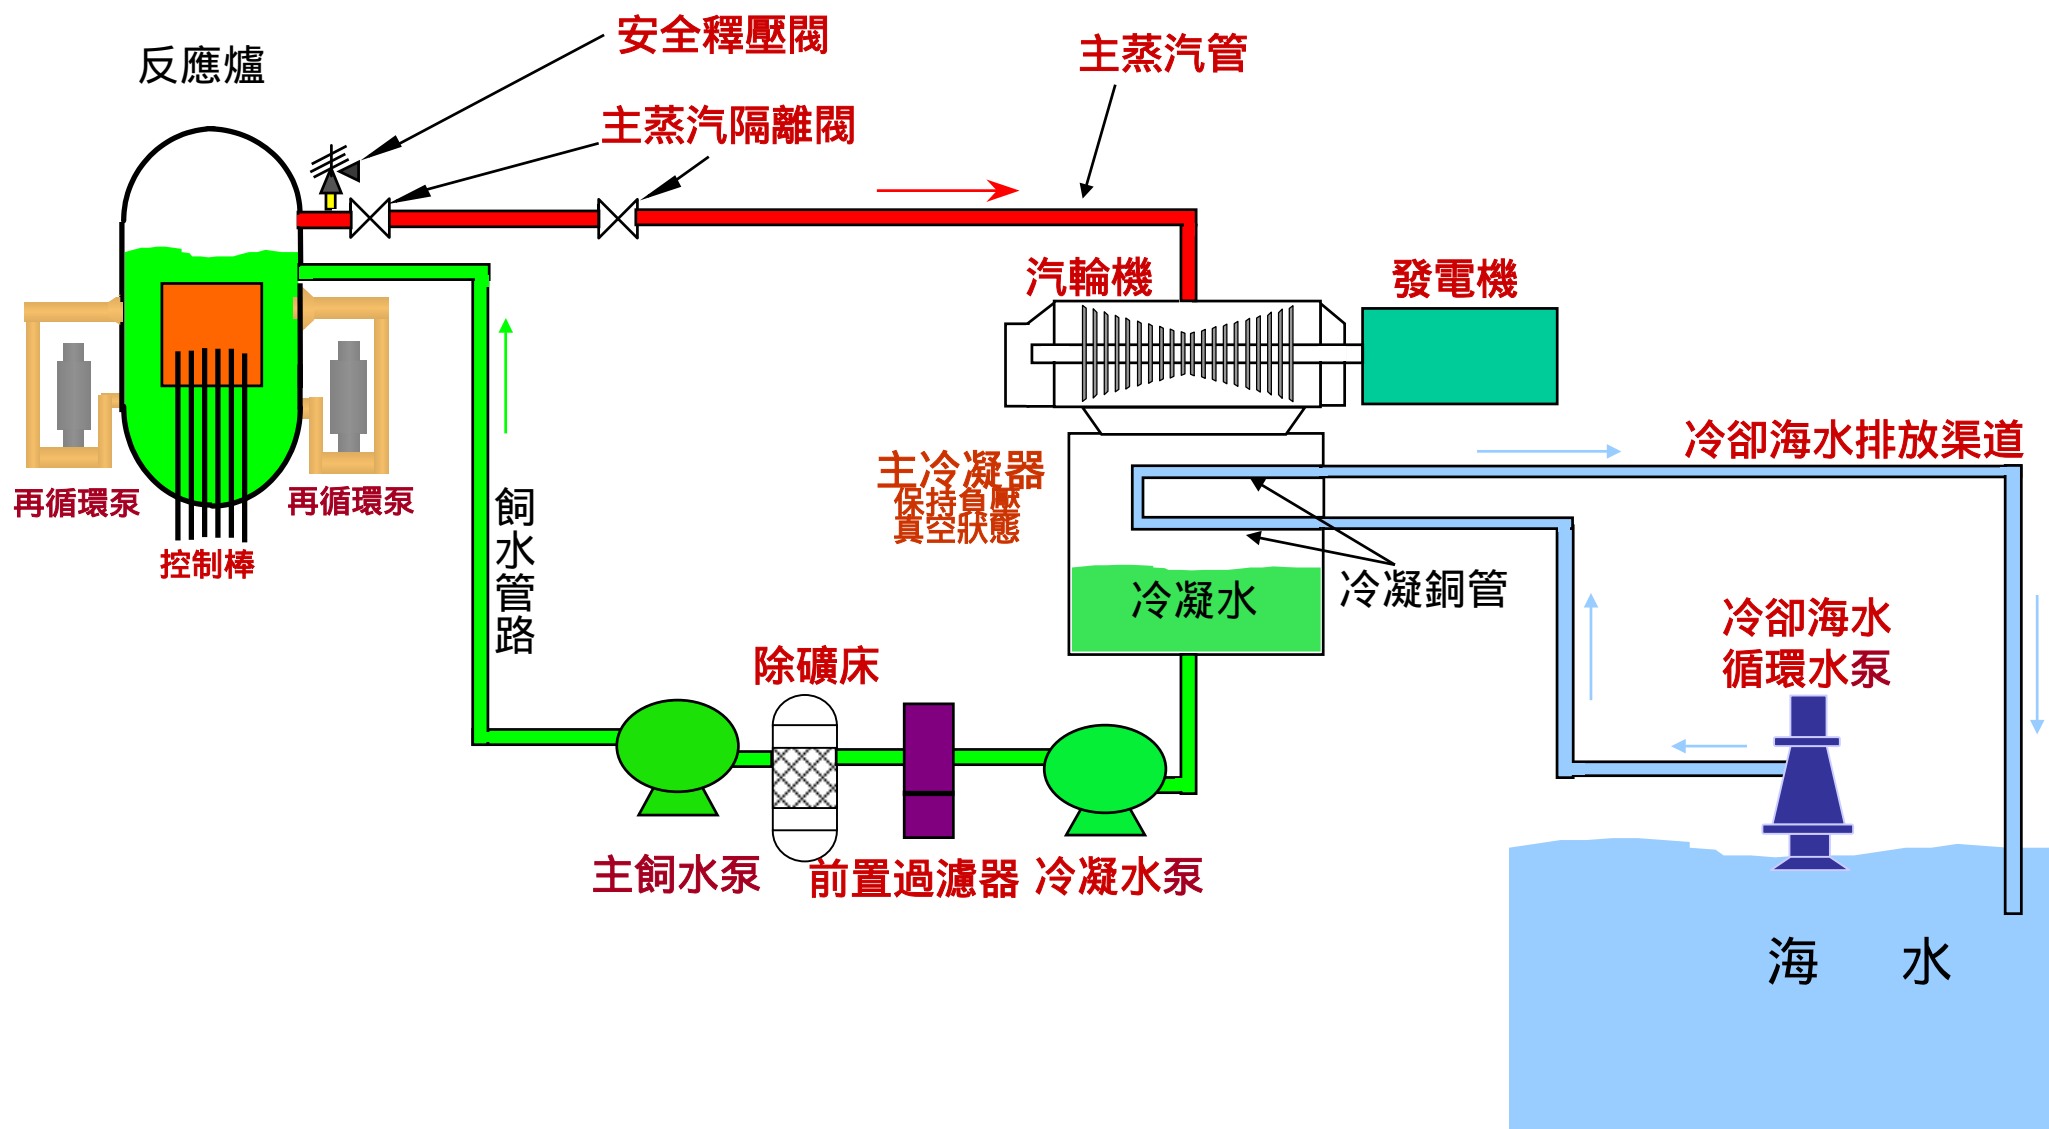 安全釋壓閥
反應爐
主蒸汽管
主蒸汽隔離閥
汽輪機
發電機
冷卻海水排放渠道
主冷凝器
保持負壓
真空狀態
再循環泵
再循環泵
控制棒
飼水管路
冷凝水
冷凝銅管
冷卻海水
循環水泵
除礦床
主飼水泵
前置過濾器
冷凝水泵
海 水